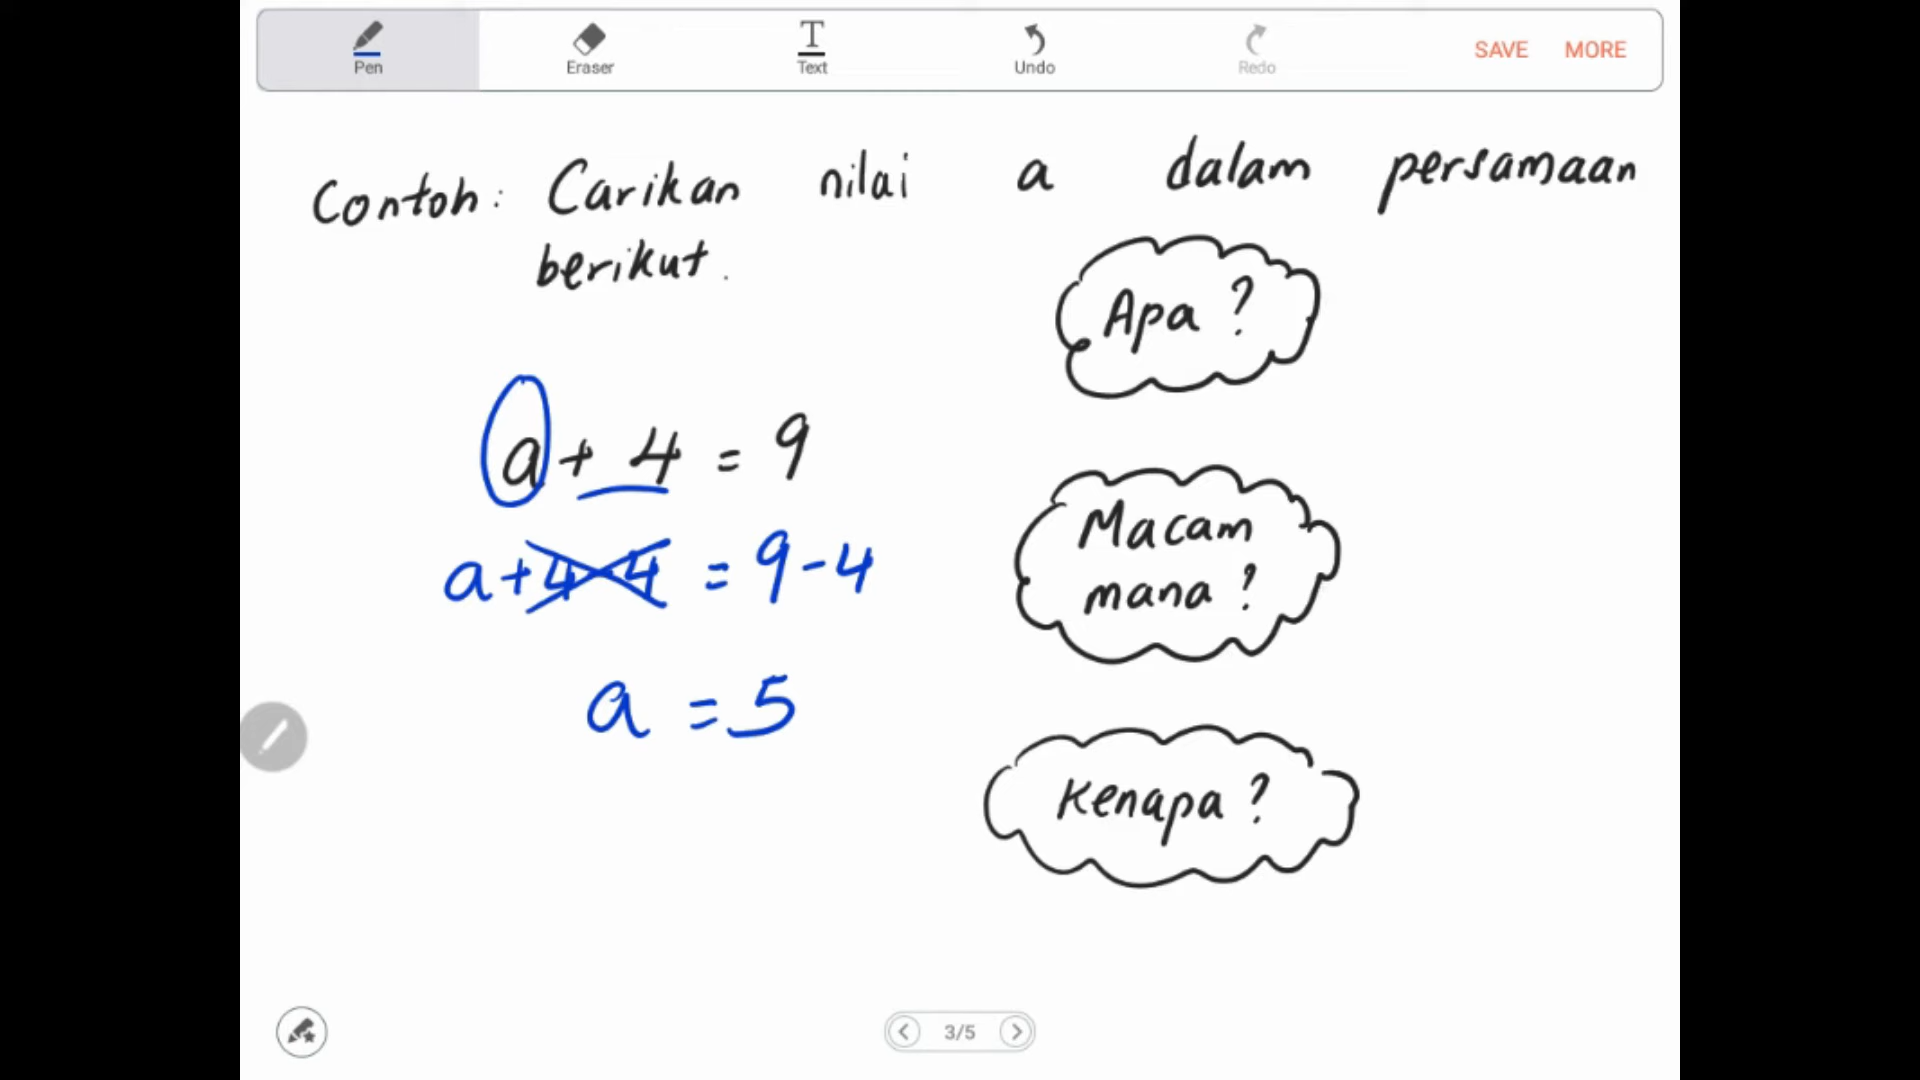 Pen
Eraser
Text
Undo
Redo
SAVE
MORE
Contoh: Carikan nilai a dalam persamaan
berikut.
Apa?
a + 4 = 9
Macam
mana?
a+4-4 = 9-4
a = 5
Kenapa?
3/5